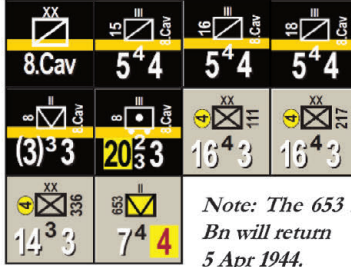 XX
8.Cav
III
15
8.Cav
5 4 4
III
16
8.Cav
5 4 4
III
18
8.Cav
5 4 4
II
8
8.Cav
(3) 3 3
II
8
8.Cav
20 2 3 3
XX
4
111
16 4 3
XX
4
217
16 4 3
XX
4
336
14 3 3
II
653
7 4 4
Note: The 653
Bn will return
5 Apr 1944.